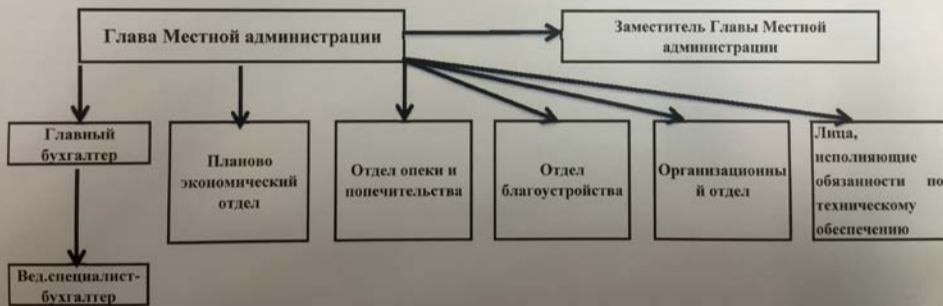 Глава Местной администрации
Заместитель Главы Местной
администрации
Главный
бухгалтер
Планово
экономический
отдел
Отдел опеки и
попечительства
Отдел
благоустройства
Организационны
й отдел
Лица,
исполняющие
обязанности по
техническому
обеспечению
Вед.специалист-
бухгалтер